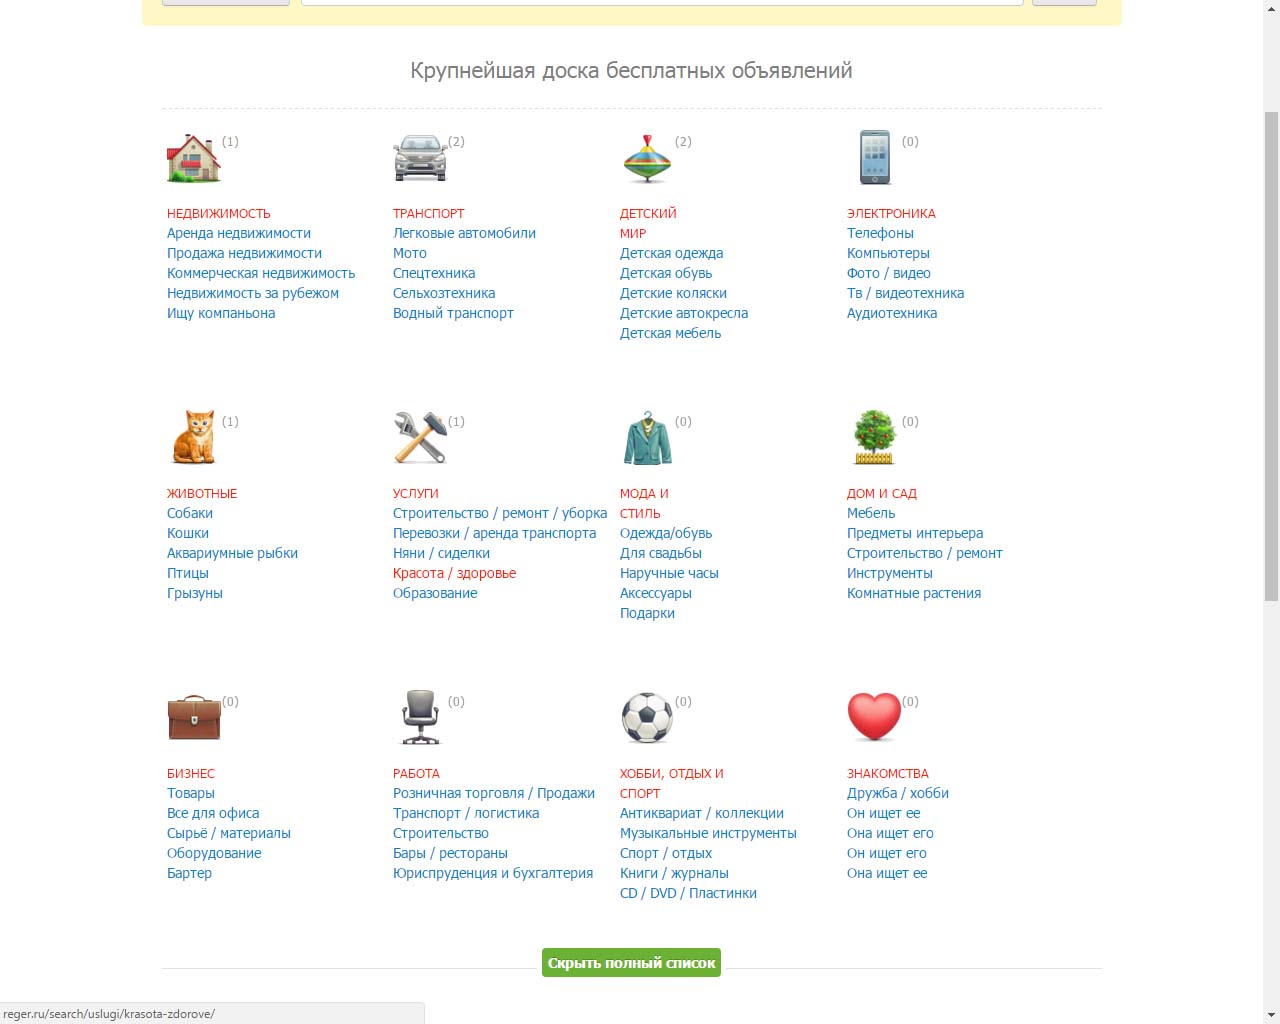 Крупнейшая доска бесплатных объявлений
(1)
НЕДВИЖИМОСТЬ
Аренда недвижимости
Продажа недвижимости
Коммерческая недвижимость
Недвижимость за рубежом
Ищу компаньона
(2)
ТРАНСПОРТ
Легковые автомобили
Мото
Спецтехника
Сельхозтехника
Водный транспорт
(2)
ДЕТСКИЙ
МИР
Детская одежда
Детская обувь
Детские коляски
Детские автокресла
Детская мебель
(0)
ЭЛЕКТРОНИКА
Телефоны
Компьютеры
Фото / видео
Тв / видеотехника
Аудиотехника
(1)
ЖИВОТНЫЕ
Собаки
Кошки
Аквариумные рыбки
Птицы
Грызуны
(1)
УСЛУГИ
Строительство / ремонт / уборка
Перевозки / аренда транспорта
Няни / сиделки
Красота / здоровье
Образование
(0)
МОДА И
СТИЛЬ
Одежда/обувь
Для свадьбы
Наручные часы
Аксессуары
Подарки
(0)
ДОМ И САД
Мебель
Предметы интерьера
Строительство / ремонт
Инструменты
Комнатные растения
(0)
БИЗНЕС
Товары
Все для офиса
Сырьё / материалы
Оборудование
Бартер
(0)
РАБОТА
Розничная торговля / Продажи
Транспорт / логистика
Строительство
Бары / рестораны
Юриспруденция и бухгалтерия
(0)
ХОББИ, ОТДЫХ И
СПОРТ
Антиквариат / коллекции
Музыкальные инструменты
Спорт / отдых
Книги / журналы
CD / DVD / Пластинки
(0)
ЗНАКОМСТВА
Дружба / хобби
Он ищет ее
Она ищет его
Он ищет его
Она ищет ее
Скрыть полный список
reger.ru/search/uslugi/krasota-zdorove/